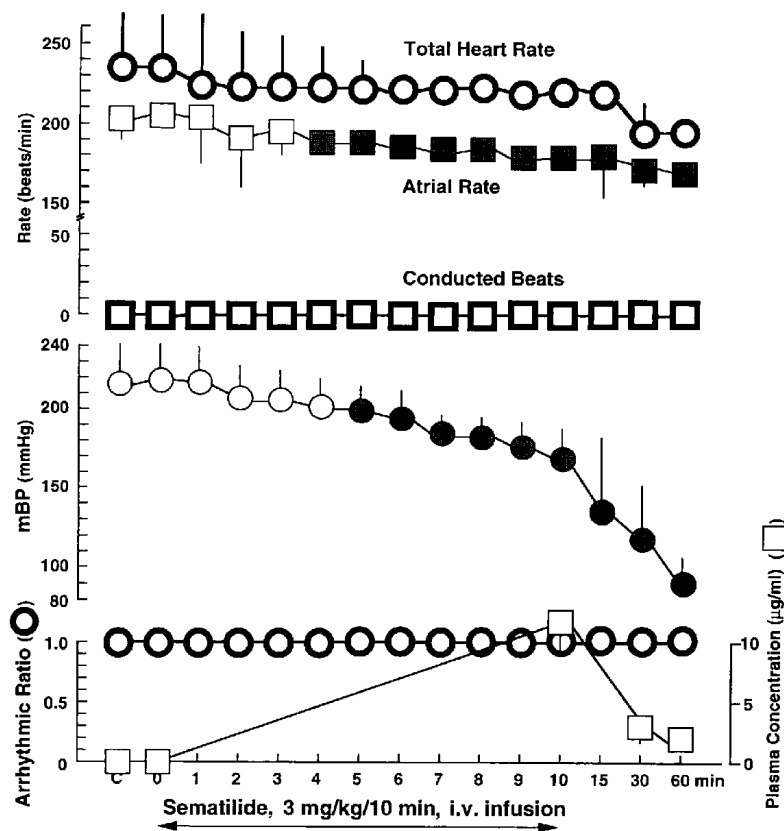 250
200
150
50
0
Rate (beats/min)
Total Heart Rate
Atrial Rate
Conducted Beats
240
200
150
100
80
mBP (mmHg)
1.0
0.5
0
Arrhythmic Ratio ( )
10
5
0
Plasma Concentration (μg/ml) ( )
C 0 1 2 3 4 5 6 7 8 9 10 15 30 60 min
Sematilide, 3 mg/kg/10 min, i.v. infusion